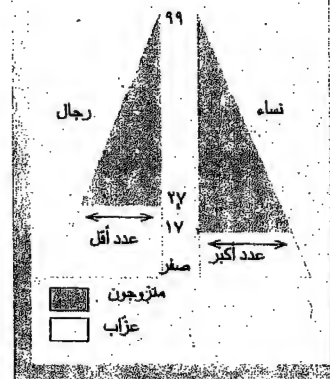 ٩٩
رجال
نساء
٢٧
١٧
عدد أقل
عدد أكبر
صفر
متزوجون
عزاب